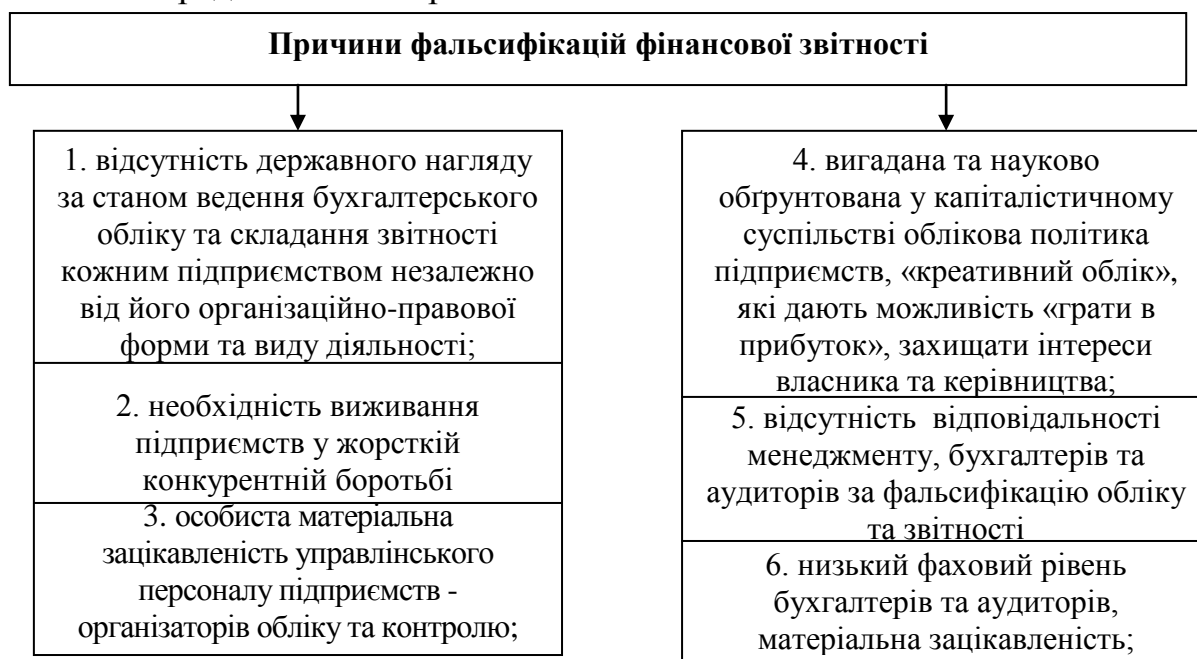 Причини фальсифікацій фінансової звітності
1. відсутність державного нагляду
за станом ведення бухгалтерського
обліку та складання звітності
кожним підприємством незалежно
від його організаційно-правової
форми та виду діяльності;
2. необхідність виживання
підприємств у жорсткій
конкурентній боротьбі
3. особиста матеріальна
зацікавленість управлінського
персоналу підприємств -
організаторів обліку та контролю;
4. вигадана та науково
обґрунтована у капіталістичному
суспільстві облікова політика
підприємств, «креативний облік»,
які дають можливість «грати в
прибуток», захищати інтереси
власника та керівництва;
5. відсутність відповідальності
менеджменту, бухгалтерів та
аудиторів за фальсифікацію обліку
та звітності
6. низький фаховий рівень
бухгалтерів та аудиторів,
матеріальна зацікавленість;